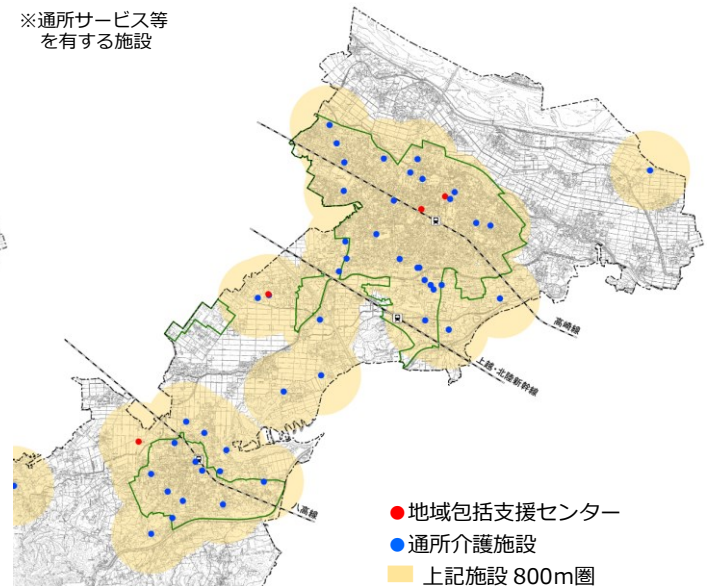 ※通所サービス等
を有する施設
高崎線
上越・北陸新幹線
八高線
地域包括支援センター
通所介護施設
上記施設 800m圏